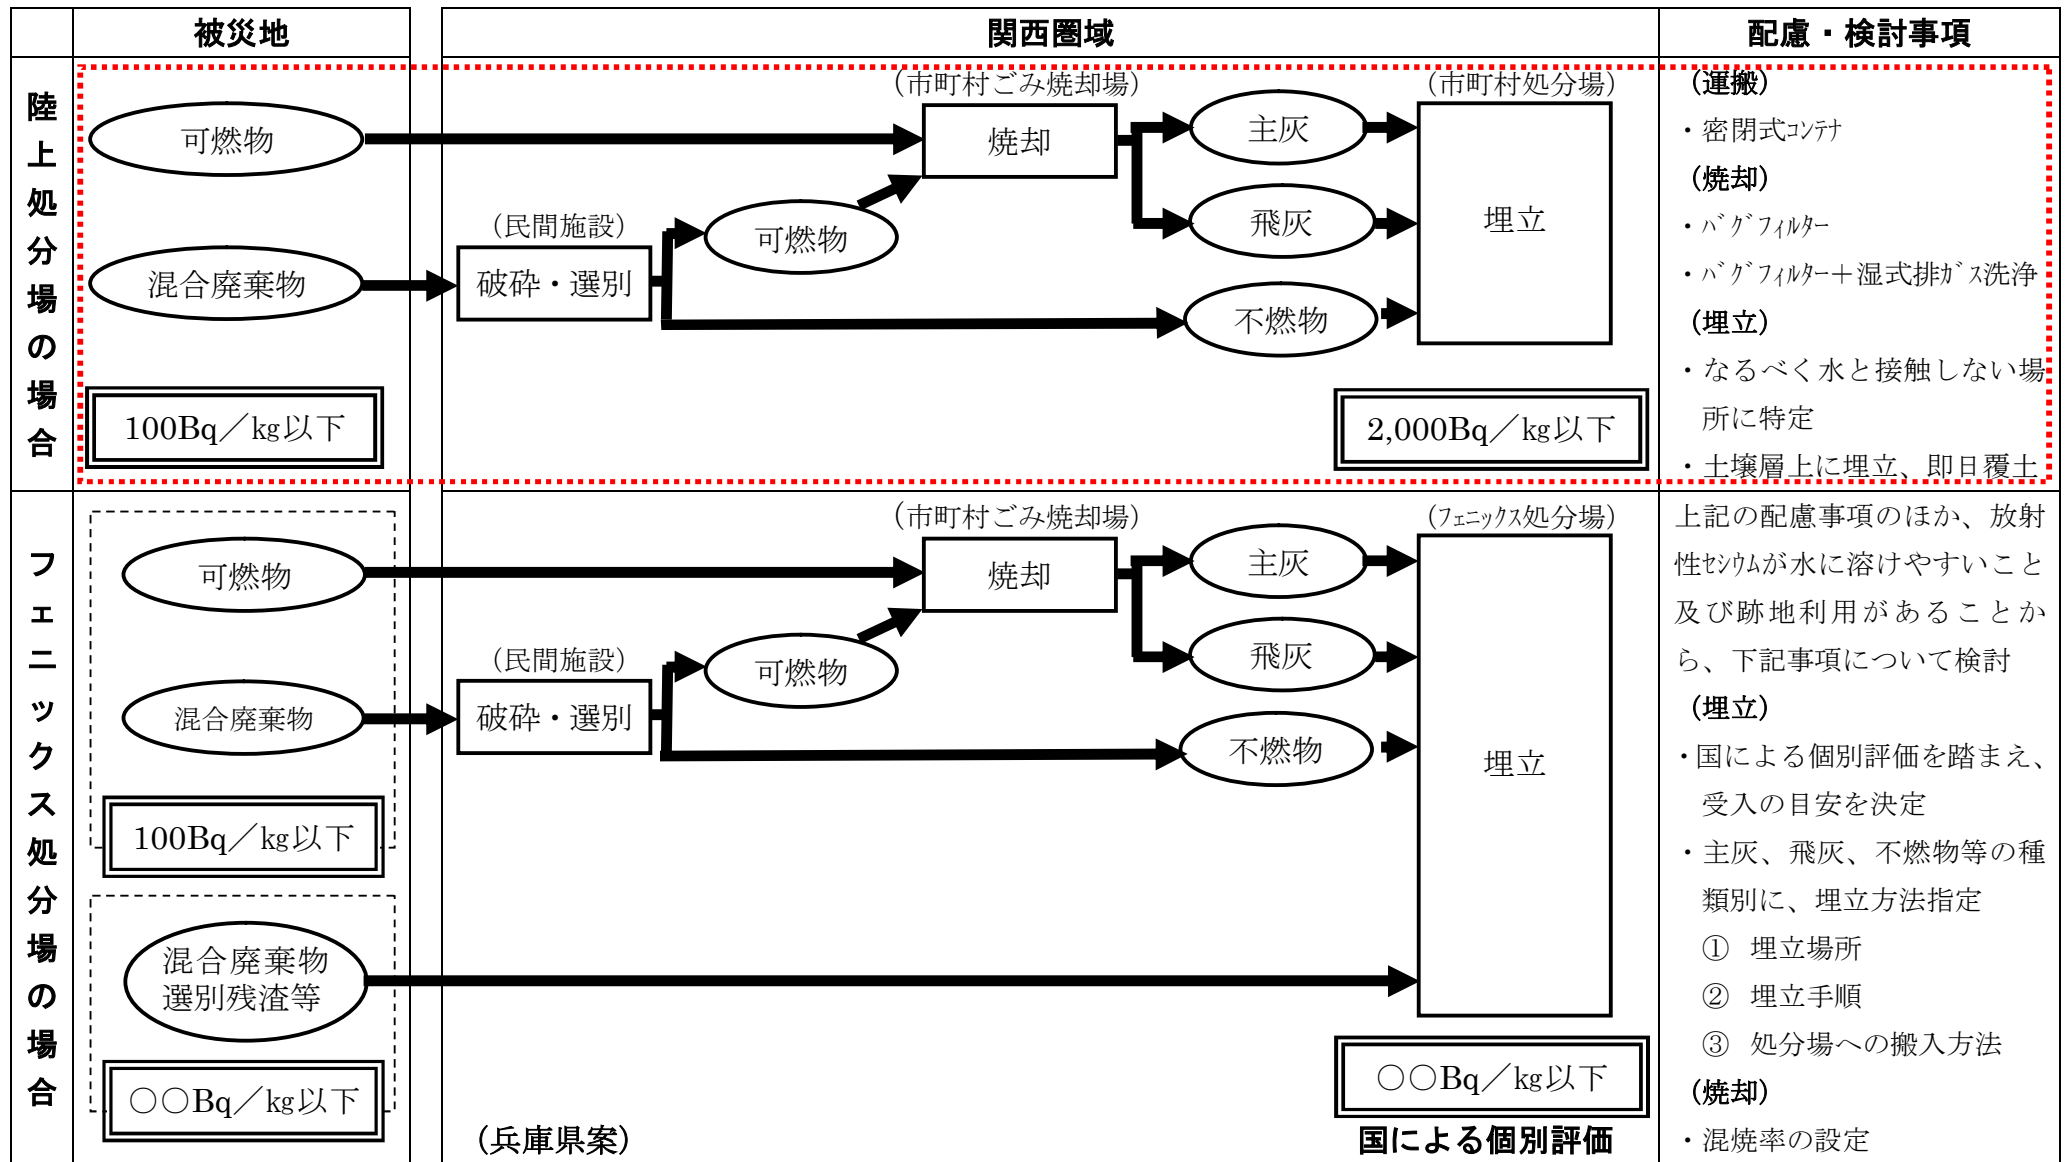 被災地
関西圏域
配慮・検討事項
陸上処分場の場合
可燃物
混合廃棄物
100Bq／㎏以下
(民間施設)
破砕・選別
可燃物
(市町村ごみ焼却場)
焼却
主灰
飛灰
不燃物
(市町村処分場)
埋立
2,000Bq／㎏以下
（運搬）
・密閉式ｺﾝﾃﾅ
（焼却）
・ﾊﾞｸﾞﾌｨﾙﾀｰ
・ﾊﾞｸﾞﾌｨﾙﾀｰ＋湿式排ｶﾞｽ洗浄
（埋立）
・なるべく水と接触しない場
所に特定
・土壌層上に埋立、即日覆土
フェニックス処分場の場合
可燃物
混合廃棄物
100Bq／㎏以下
混合廃棄物
選別残渣等
○○Bq／㎏以下
(民間施設)
破砕・選別
可燃物
(市町村ごみ焼却場)
焼却
主灰
飛灰
不燃物
(ﾌｪﾆｯｸｽ処分場)
埋立
○○Bq／㎏以下
国による個別評価
(兵庫県案)
上記の配慮事項のほか、放射
性ｾｼｳﾑが水に溶けやすいこと
及び跡地利用があることか
ら、下記事項について検討
（埋立）
・国による個別評価を踏まえ、
受入の目安を決定
・主灰、飛灰、不燃物等の種
類別に、埋立方法指定
① 埋立場所
② 埋立手順
③ 処分場への搬入方法
（焼却）
・混焼率の設定